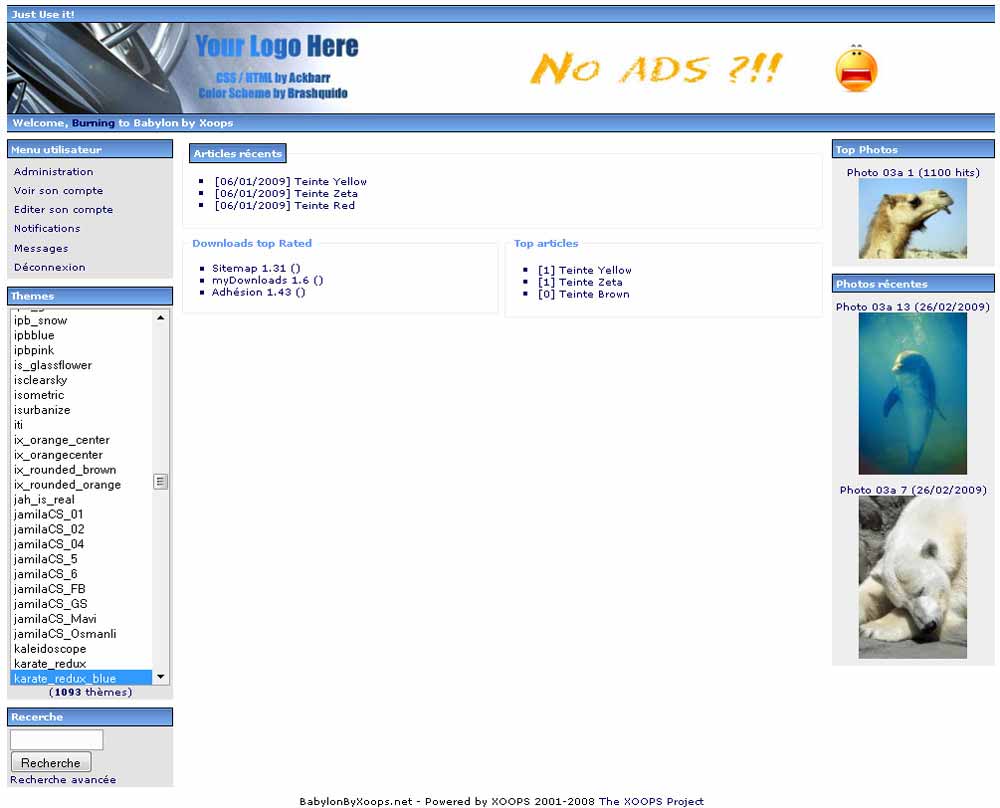 Just Use it!
Your Logo Here
CSS / HTML by Ackbarr
Color Scheme by Brashquido
No ADS ?!!
Welcome, Burning to Babylon by Xoops
Menu utilisateur
Administration
Voir son compte
Editer son compte
Notifications
Messages
Déconnexion
Themes
ipb_snow
ipbblue
ipbpink
is_glassflower
isclearsky
isometric
isurbanize
iti
ix_orange_center
ix_orangecenter
ix_rounded_brown
ix_rounded_orange
jah_is_real
jamilaCS_01
jamilaCS_02
jamilaCS_04
jamilaCS_5
jamilaCS_6
jamilaCS_FB
jamilaCS_GS
jamilaCS_Mavi
jamilaCS_Osmanli
kaleidoscope
karate_redux
karate_redux_blue
(1093 thèmes)
Recerche
Recherche
Recherche avancée
Articles récents
[06/01/2009] Teinte Yellow
[06/01/2009] Teinte Zeta
[06/01/2009] Teinte Red
Downloads top Rated
Sitemap 1.31 ()
myDownloads 1.6 ()
Adhésion 1.43 ()
Top articles
[1] Teinte Yellow
[1] Teinte Zeta
[0] Teinte Brown
Top Photos
Photo 03a 1 (1100 hits)
Photos récentes
Photo 03a 13 (26/02/2009)
Photo 03a 7 (26/02/2009)
BabylonByXoops.net - Powered by XOOPS 2001-2008 The XOOPS Project